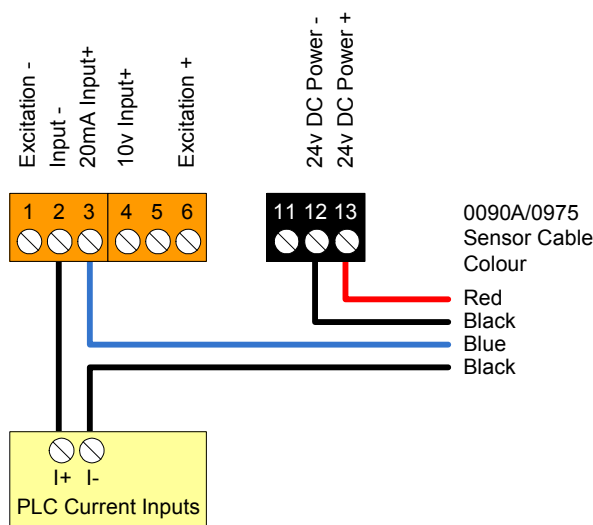 Excitation -
Input -
20mA Input+
10v Input+
Excitation +
24v DC Power -
24v DC Power +
1 2 3 4 5 6
11 12 13
0090A/0975
Sensor Cable
Colour
Red
Black
Blue
Black
I+ I-
PLC Current Inputs